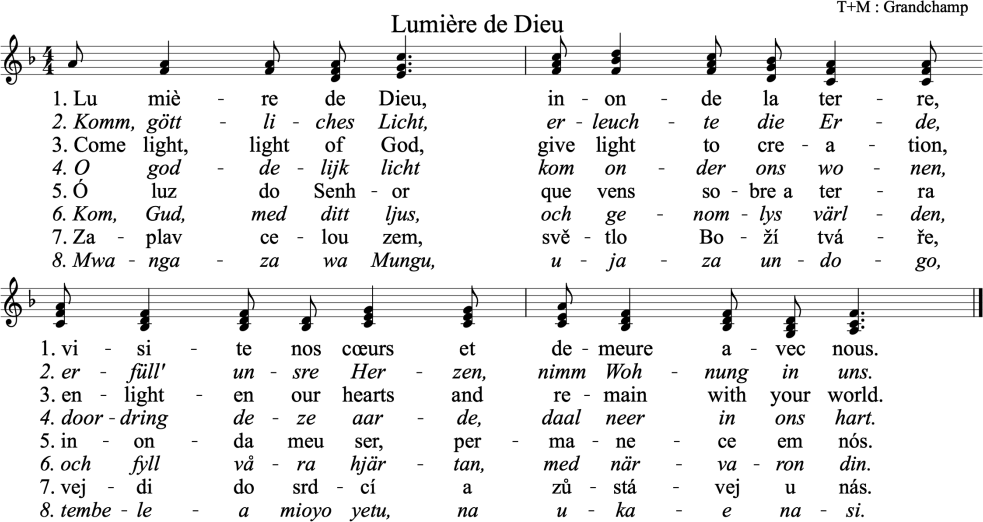 T+M : Grandchamp
Lumière de Dieu
1. Lu miè - re de Dieu, in - on - de la ter - re,
2. Komm, gött - li - ches Licht, er - leuch - te die Er - de,
3. Come light, light of God, give light to cre - a - tion,
4. O god - de - lijk licht kom on - der ons wo - nen,
5. Ó luz do Senh - or que vens so - bre a ter - ra
6. Kom, Gud, med ditt ljus, och ge - nom - lys värl - den,
7. Za - plav ce - lou zem, svě - tlo Bo - ží tvá - ře,
8. Mwa - nga - za wa Mungu, u - ja - za un - do - go,
1. vi - si - te nos cœurs et de - meure a - vec nous.
2. er - füll' un - sre Her - zen, nimm Woh - nung in uns.
3. en - light - en our hearts and re - main with your world.
4. door - dring de - ze aar - de, daal neer in ons hart.
5. in - on - da meu ser, per - ma - ne - ce em nós.
6. och fyll vå - ra hjär - tan, med när - va - ron din.
7. vej - di do srd - cí a zů - stá - vej u nás.
8. tembe - le - a mioyo yetu, na u - ka - e na - si.